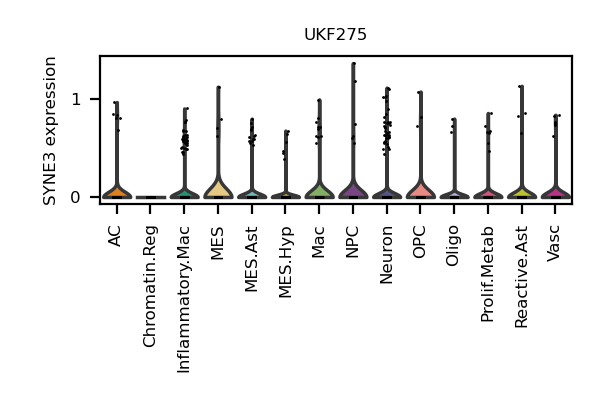 UKF275
SYNE3 expression
1
0
AC
Chromatin.Reg
Inflammatory.Mac
MES
MES.Ast
MES.Hyp
Mac
NPC
Neuron
OPC
Oligo
Prolif.Metab
Reactive.Ast
Vasc